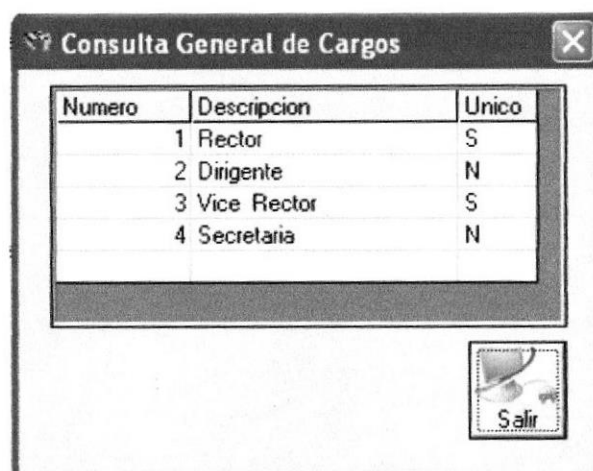 Consulta General de Cargos
Numero Descripcion Unico
1 Rector S
2 Dirigente N
3 Vice Rector S
4 Secretaria N
Salir